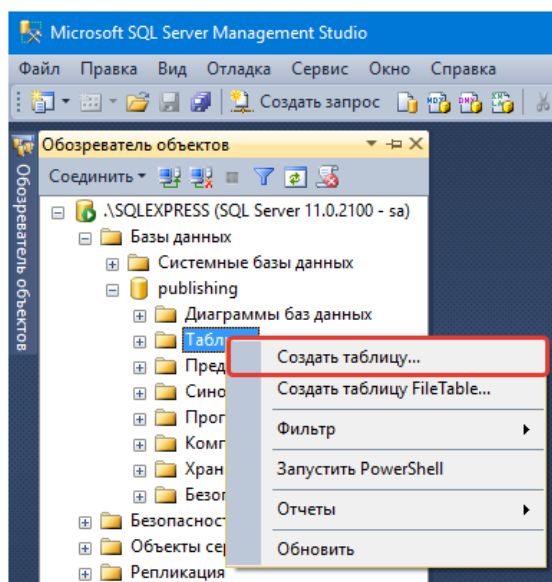 Microsoft SQL Server Management Studio
Файл Правка Вид Отладка Сервис Окно Справка
Создать запрос
Обозреватель объектов
Обозреватель объектов
Соединить
.\SQLEXPRESS (SQL Server 11.0.2100 - sa)
Базы данных
Системные базы данных
publishing
Диаграммы баз данных
Табл
Создать таблицу...
Пред
Создать таблицу FileTable...
Сино
Прог
Фильтр
Комп
Хран
Запустить PowerShell
Безоп
Отчеты
Безопасност
Объекты се
Обновить
Репликация